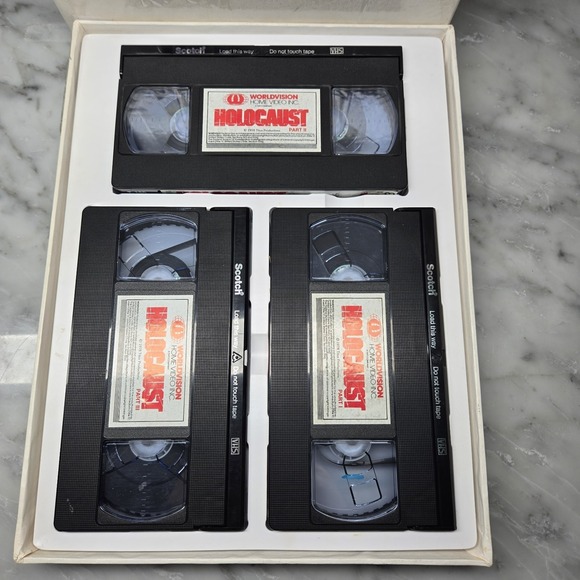 Scotch Load this way Do not touch tape VHS
WORLDVISION
HOME VIDEO INC.
HOLOCAUST
PART II
Scotch Load this way Do not touch tape VHS
WORLDVISION
HOME VIDEO INC.
HOLOCAUST
PART III
Scotch Load this way Do not touch tape VHS
WORLDVISION
HOME VIDEO INC.
HOLOCAUST
PART I